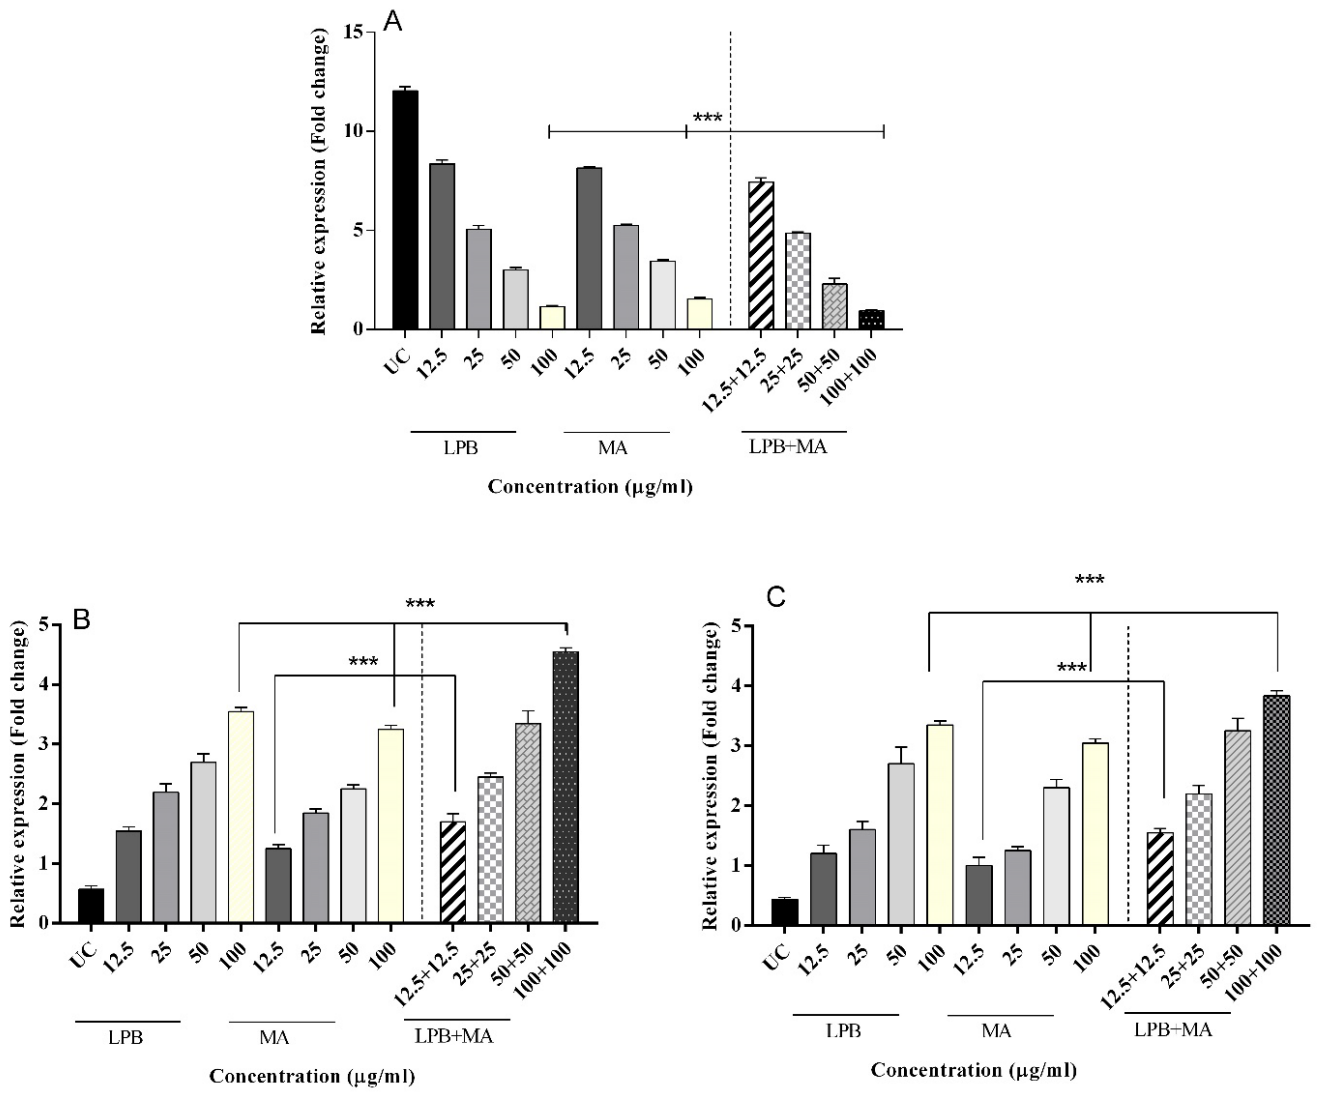 A
Relative expression (Fold change)
15
10
5
0
***
UC 12.5 25 50 100 12.5 25 50 100 12.5+12.5 25+25 50+50 100+100
LPB MA LPB+MA
Concentration (µg/ml)
B
Relative expression (Fold change)
5
4
3
2
1
0
***
***
UC 12.5 25 50 100 12.5 25 50 100 12.5+12.5 25+25 50+50 100+100
LPB MA LPB+MA
Concentration (µg/ml)
C
Relative expression (Fold change)
5
4
3
2
1
0
***
***
UC 12.5 25 50 100 12.5 25 50 100 12.5+12.5 25+25 50+50 100+100
LPB MA LPB+MA
Concentration (µg/ml)